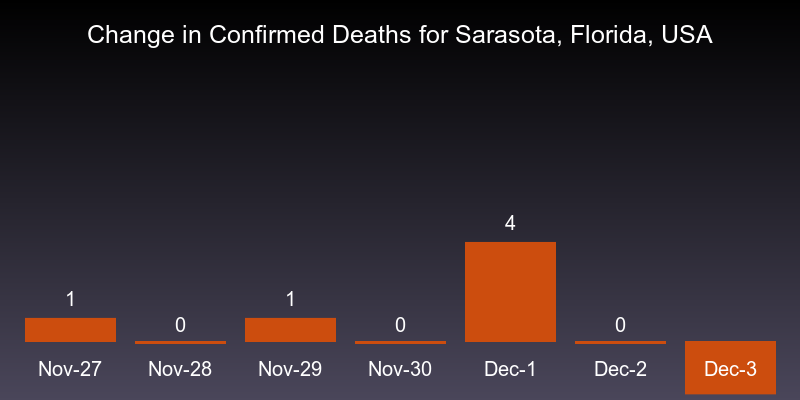 Change in Confirmed Deaths for Sarasota, Florida, USA
4
1
1
0
0
0
Nov-27
Nov-28
Nov-29
Nov-30
Dec-1
Dec-2
Dec-3